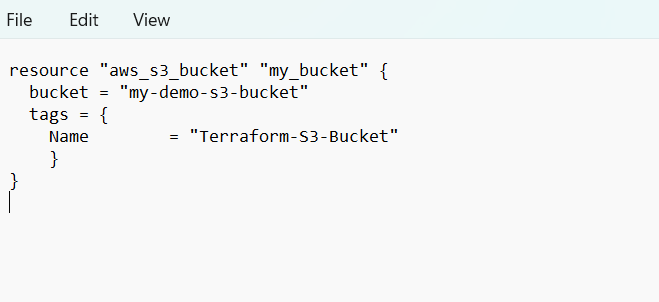 File Edit View
resource "aws_s3_bucket" "my_bucket" {
  bucket = "my-demo-s3-bucket"
  tags = {
    Name        = "Terraform-S3-Bucket"
    }
}